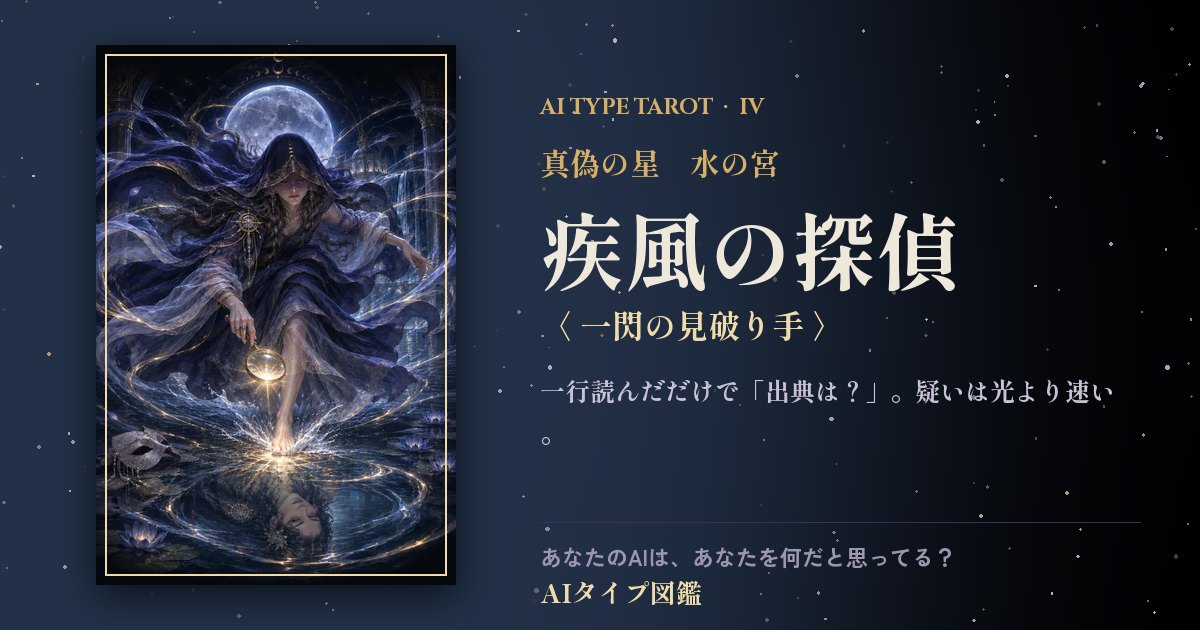 AI TYPE TAROT · IV
真偽の星　水の宮
疾風の探偵
〈 一閃の見破り手 〉
一行読んだだけで「出典は？」。疑いは光より速い
。
あなたのAIは、あなたを何だと思ってる？
AIタイプ図鑑